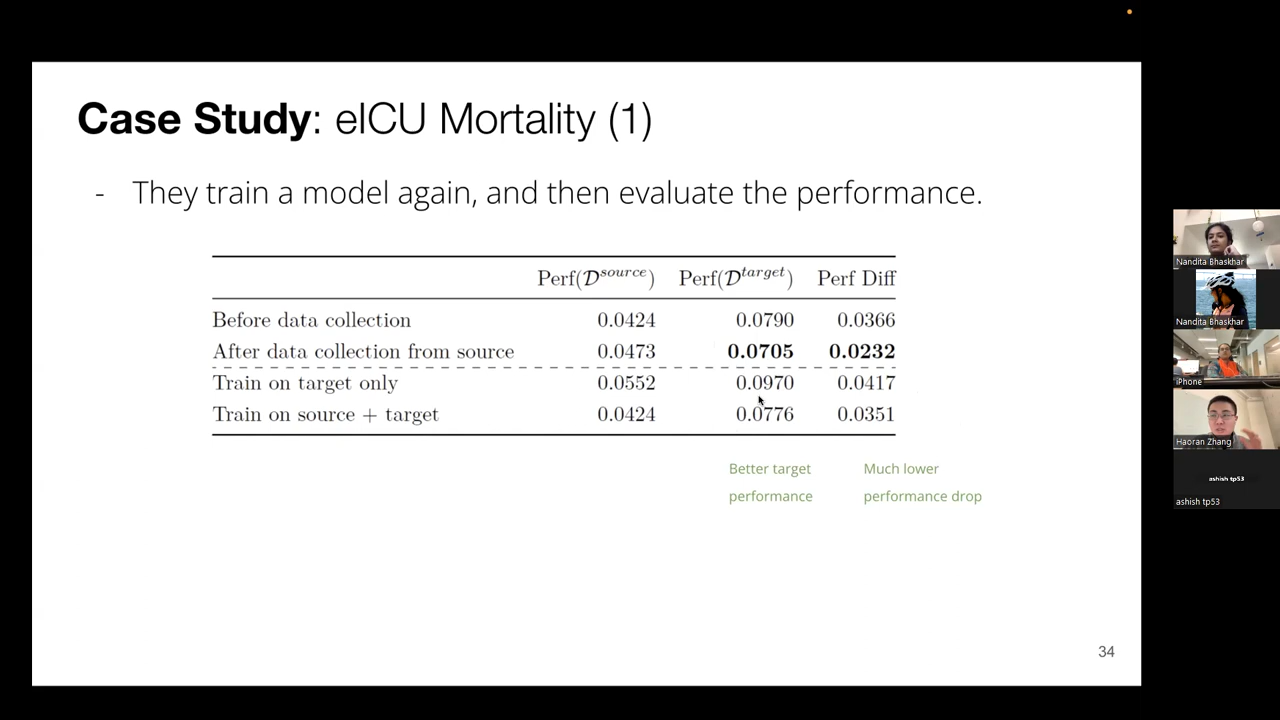 Case Study: eICU Mortality (1)
- They train a model again, and then evaluate the performance.
Perf(𝒟^source) Perf(𝒟^target) Perf Diff
Before data collection 0.0424 0.0790 0.0366
After data collection from source 0.0473 0.0705 0.0232
Train on target only 0.0552 0.0970 0.0417
Train on source + target 0.0424 0.0776 0.0351
Better target
performance
Much lower
performance drop
34
Nandita Bhaskhar
Nandita Bhaskhar
iPhone
Haoran Zhang
ashish tp53
ashish tp53